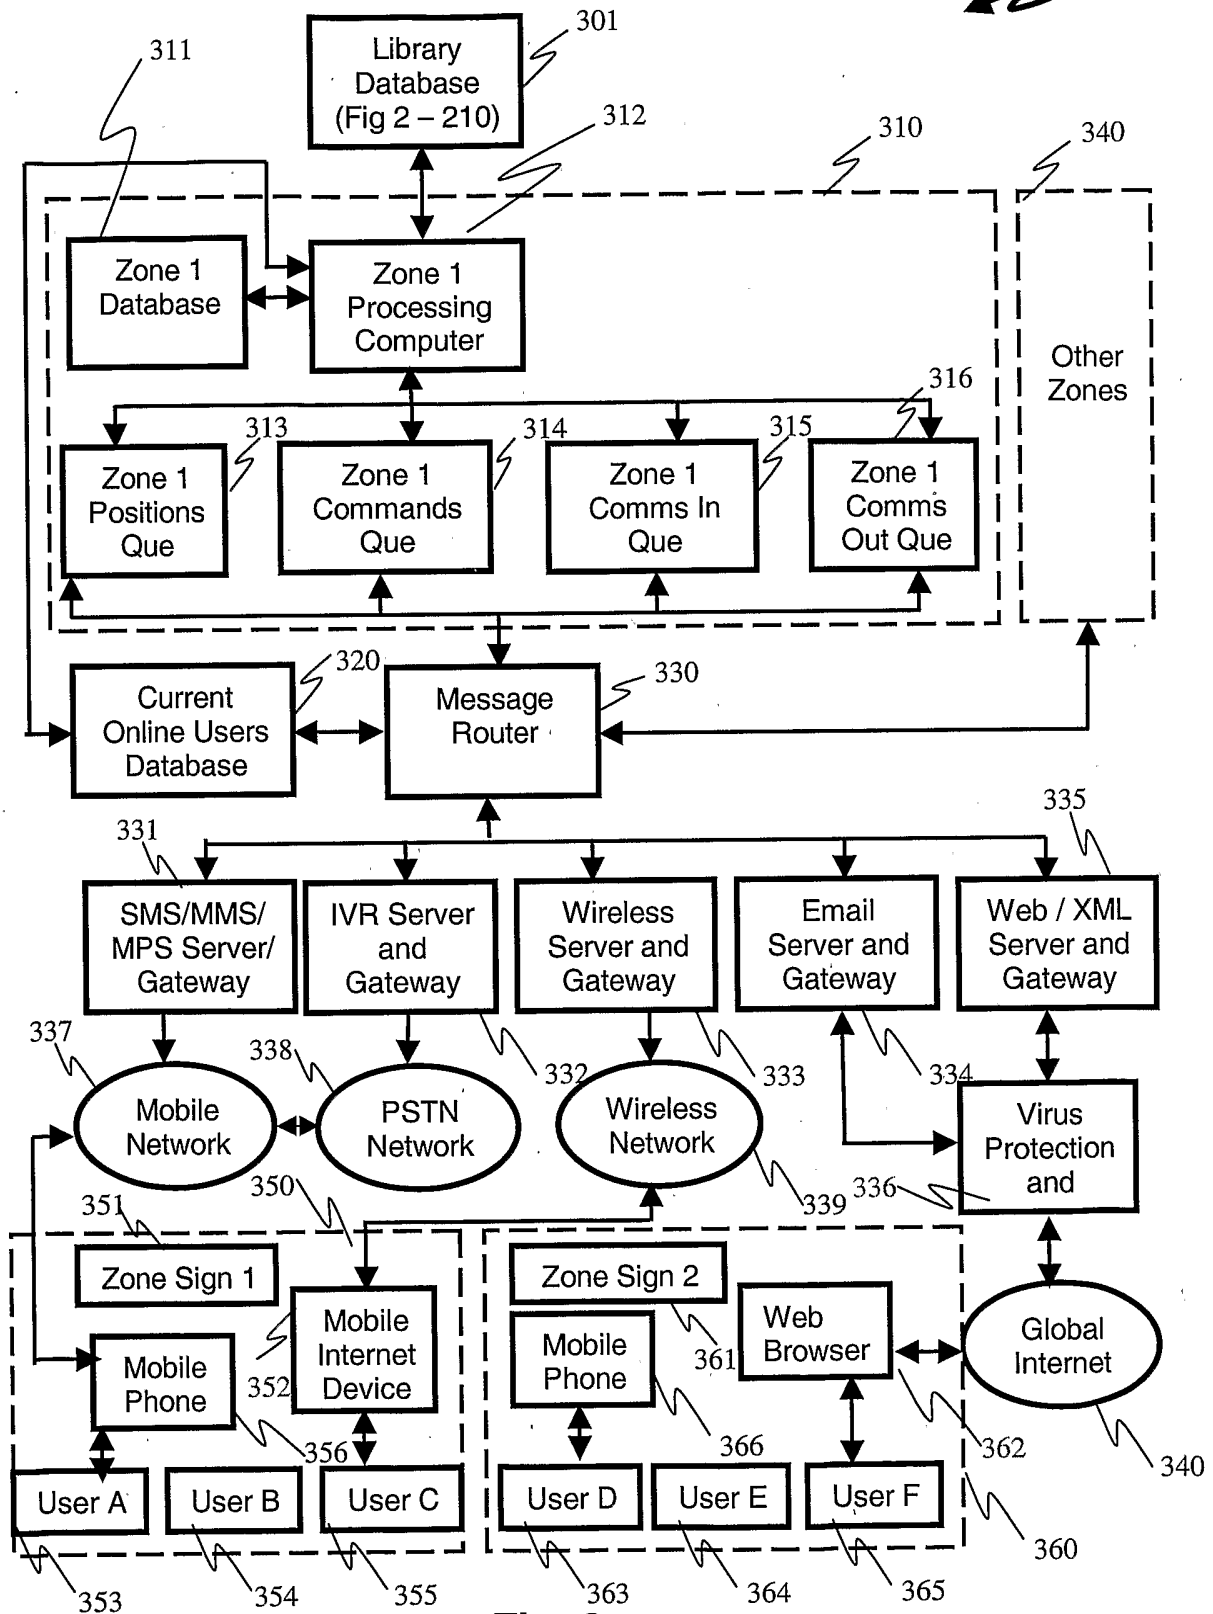 301
Library
Database
(Fig 2 – 210)
311
312
310
340
Zone 1
Database
Zone 1
Processing
Computer
Other
Zones
316
313
314
315
Zone 1
Positions
Que
Zone 1
Commands
Que
Zone 1
Comms In
Que
Zone 1
Comms
Out Que
320
330
Current
Online Users
Database
Message
Router
331
335
SMS/MMS/
MPS Server/
Gateway
IVR Server
and
Gateway
Wireless
Server and
Gateway
Email
Server and
Gateway
Web / XML
Server and
Gateway
337
338
332
333
334
Mobile
Network
PSTN
Network
Wireless
Network
Virus
Protection
and
336
339
350
351
Zone Sign 1
Zone Sign 2
Mobile
Internet
Device
352
Mobile
Phone
356
Mobile
Phone
361
366
Web
Browser
362
Global
Internet
340
User A
User B
User C
User D
User E
User F
360
353
354
355
363
364
365